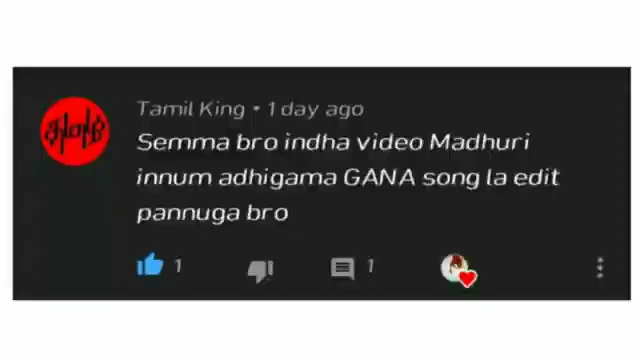 Tamil King • 1 day ago
Semma bro indha video Madhuri
innum adhigama GANA song la edit
pannuga bro
1 1